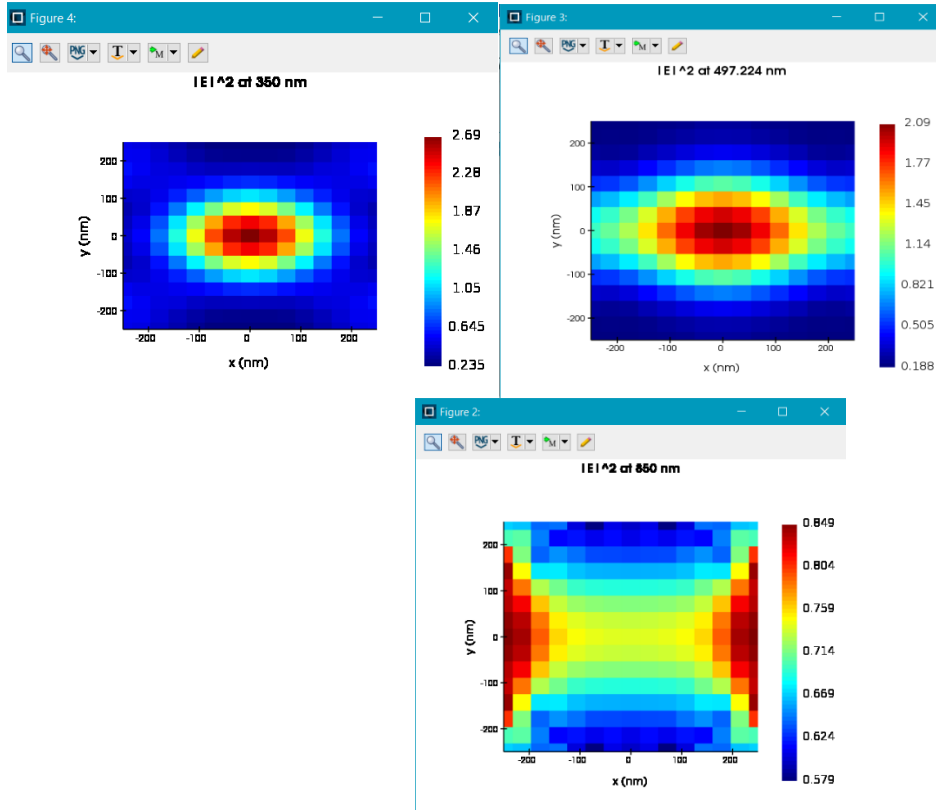 Figure 4:
PNG T M
|E|^2 at 350 nm
200
100
0
-100
-200
y (nm)
-200 -100 0 100 200
x (nm)
2.69
2.28
1.87
1.46
1.05
0.645
0.235
Figure 3:
PNG T M
|E|^2 at 497.224 nm
200
100
0
-100
-200
y (nm)
-200 -100 0 100 200
x (nm)
2.09
1.77
1.45
1.14
0.821
0.505
0.188
Figure 2:
PNG T M
|E|^2 at 850 nm
200
100
0
-100
-200
y (nm)
-200 -100 0 100 200
x (nm)
0.849
0.804
0.759
0.714
0.669
0.624
0.579